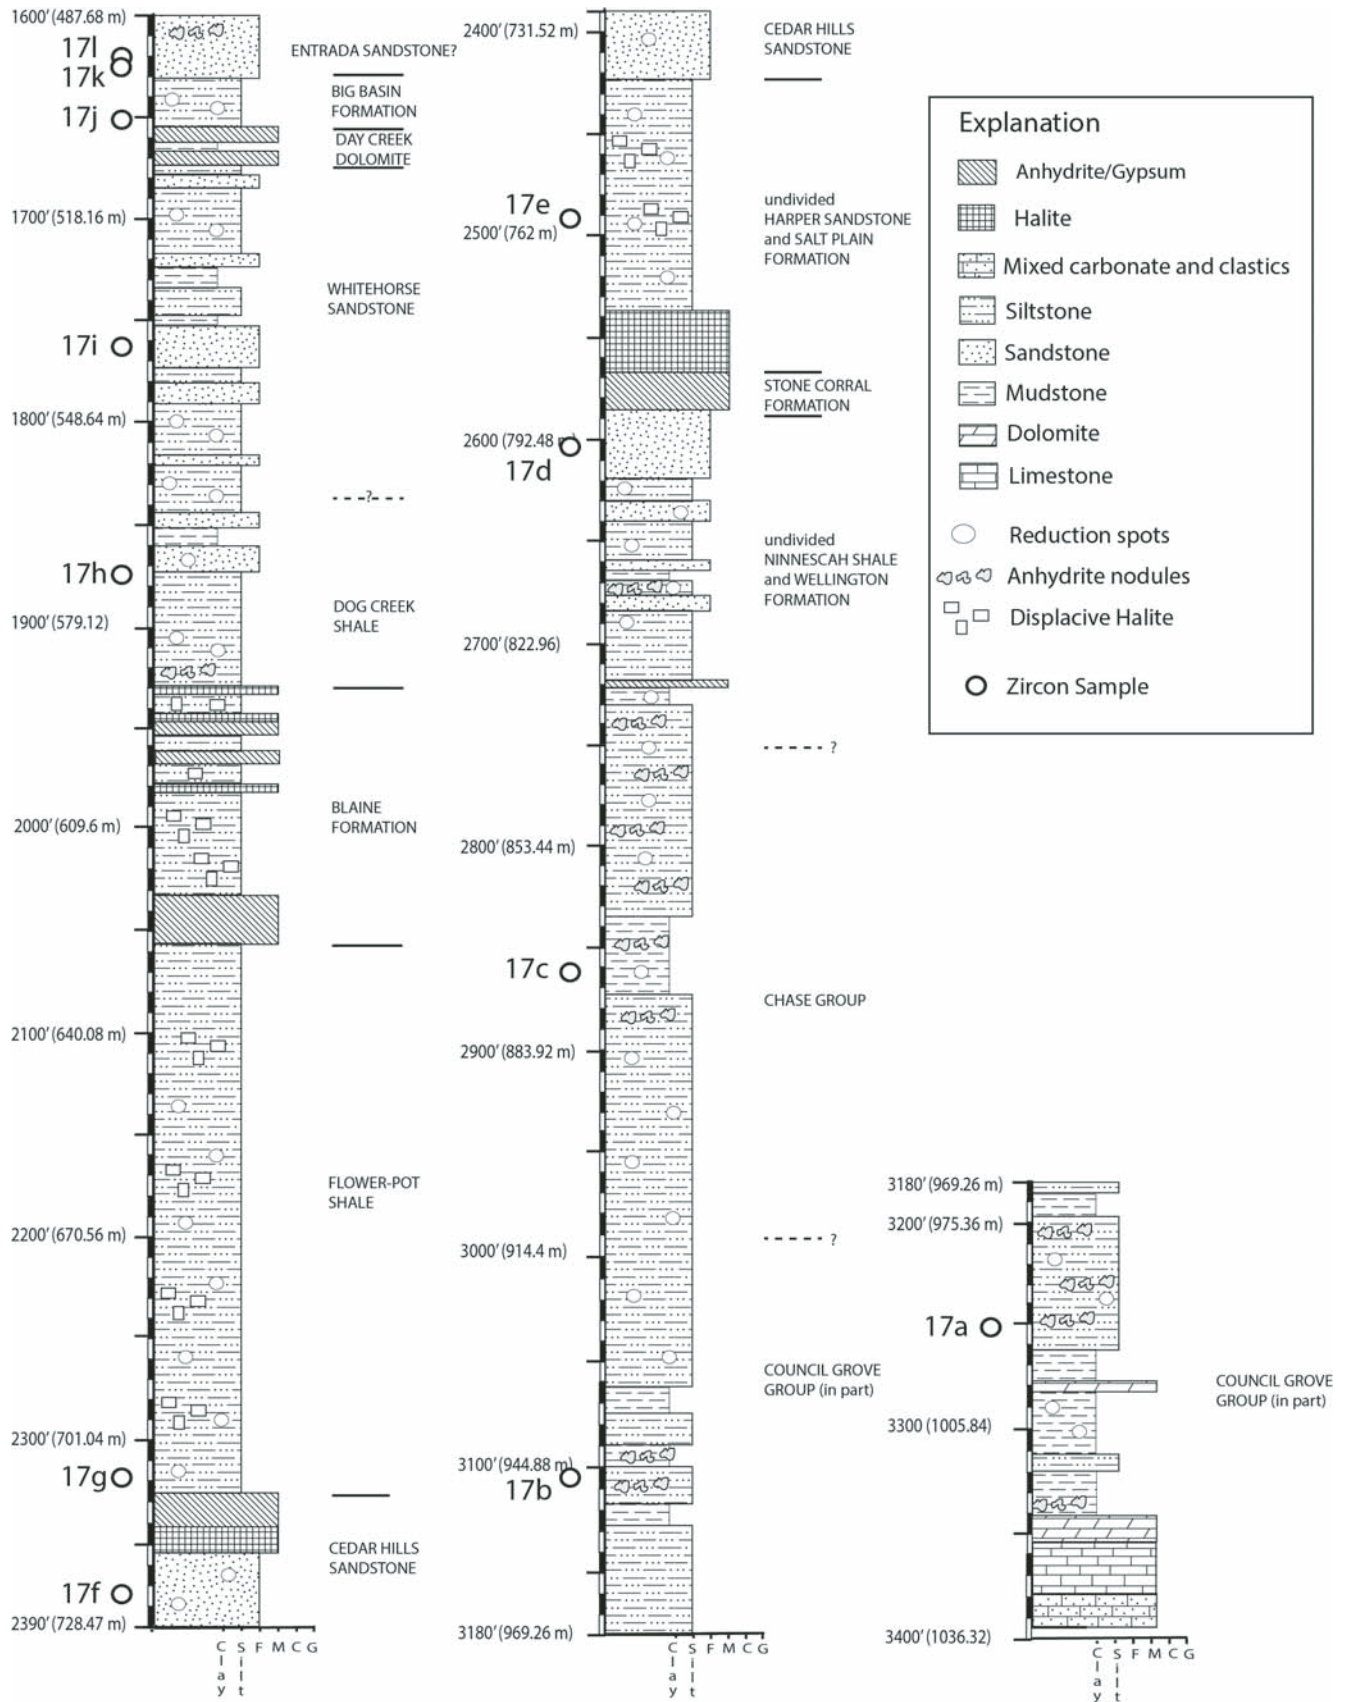 1600' (487.68 m)
17l
17k
17j
1700' (518.16 m)
17i
1800' (548.64 m)
17h
1900' (579.12)
2000' (609.6 m)
2100' (640.08 m)
2200' (670.56 m)
2300' (701.04 m)
17g
17f
2390' (728.47 m)
Clay
Silt
F M C G
ENTRADA SANDSTONE?
BIG BASIN
FORMATION
DAY CREEK
DOLOMITE
WHITEHORSE
SANDSTONE
?
DOG CREEK
SHALE
BLAINE
FORMATION
FLOWER-POT
SHALE
CEDAR HILLS
SANDSTONE
2400' (731.52 m)
17e
2500' (762 m)
2600 (792.48
17d
2700' (822.96)
2800' (853.44 m)
17c
2900' (883.92 m)
3000' (914.4 m)
3100' (944.88 m)
17b
3180' (969.26 m)
Clay
Silt
F M C G
CEDAR HILLS
SANDSTONE
undivided
HARPER SANDSTONE
and SALT PLAIN
FORMATION
STONE CORRAL
FORMATION
undivided
NINNESCAH SHALE
and WELLINGTON
FORMATION
?
CHASE GROUP
?
COUNCIL GROVE
GROUP (in part)
3180' (969.26 m)
3200' (975.36 m)
17a
3300 (1005.84)
3400' (1036.32)
Clay
Silt
F M C G
COUNCIL GROVE
GROUP (in part)
Explanation
Anhydrite/Gypsum
Halite
Mixed carbonate and clastics
Siltstone
Sandstone
Mudstone
Dolomite
Limestone
Reduction spots
Anhydrite nodules
Displacive Halite
Zircon Sample